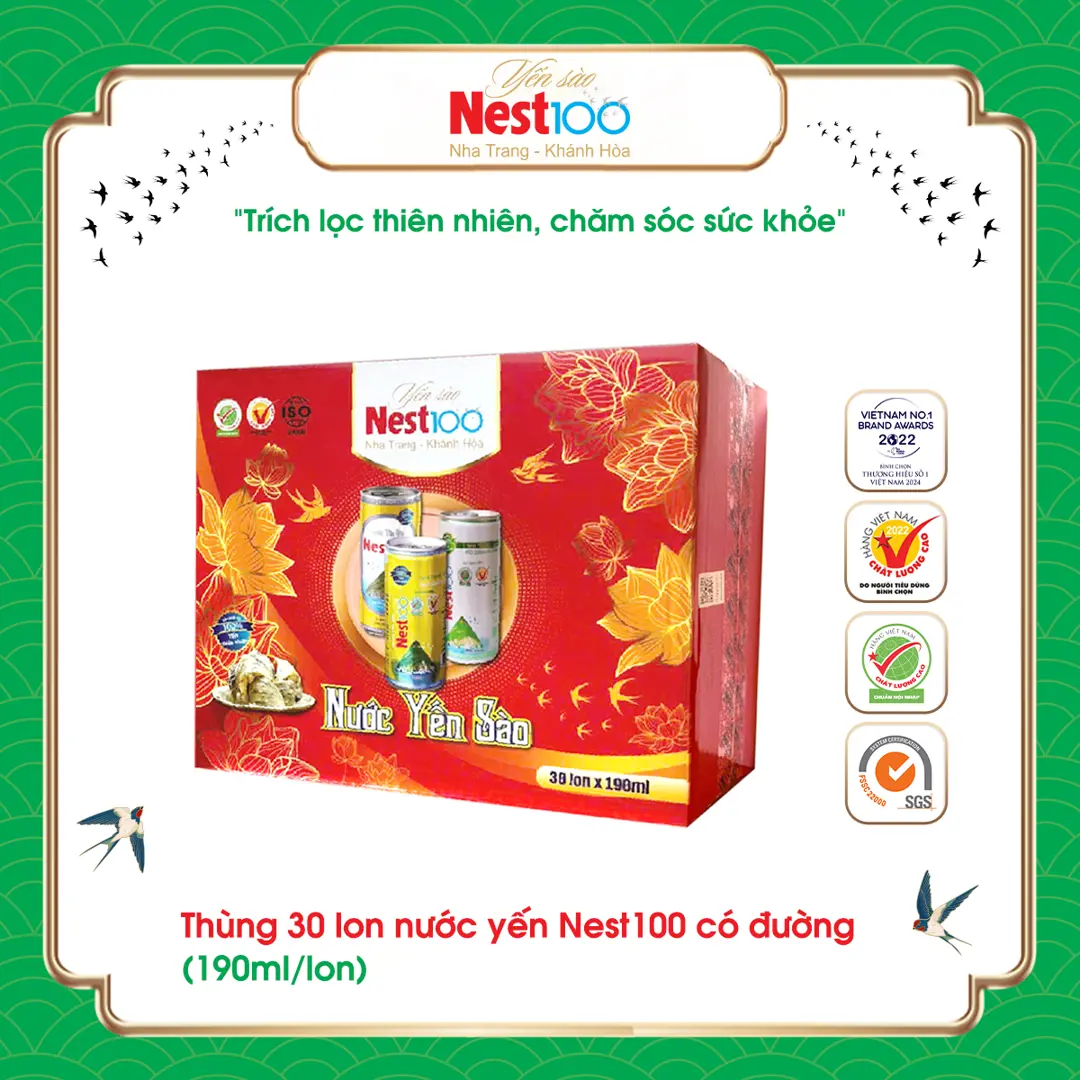 Yến sào
Nest100
Nha Trang - Khánh Hòa
"Trích lọc thiên nhiên, chăm sóc sức khỏe"
Yến sào
Nest100
Nha Trang - Khánh Hòa
ISO
Nest100
Nước Yến Sào
30 lon x 190ml
100%
VIETNAM NO.1
BRAND AWARDS
2022
BÌNH CHỌN
THƯƠNG HIỆU SỐ 1
VIỆT NAM 2024
HÀNG VIỆT NAM
2022
CHẤT LƯỢNG CAO
DO NGƯỜI TIÊU DÙNG
BÌNH CHỌN
HÀNG VIỆT NAM
CHẤT LƯỢNG CAO
CHUẨN HỘI NHẬP
SYSTEM CERTIFICATION
FSSC 22000
SGS
Thùng 30 lon nước yến Nest100 có đường
(190ml/lon)